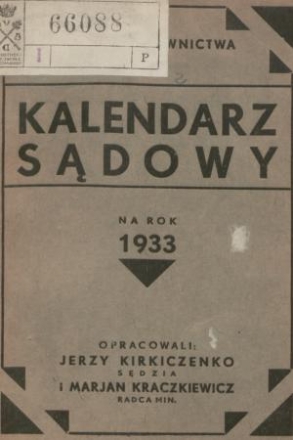 66088
I P
WNICTWA
KALENDARZ
SĄDOWY
NA ROK
1933
OPRACOWALI:
JERZY KIRKICZENKO
SĘDZIA
I MARJAN KRACZKIEWICZ
RADCA MIN.